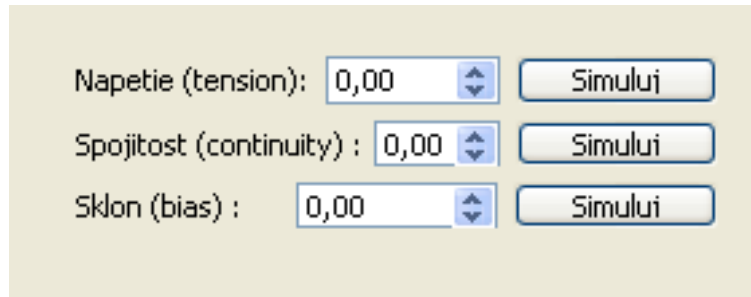 Napetie (tension): 0,00 Simuluj
Spojitost (continuity) : 0,00 Simuluj
Sklon (bias) : 0,00 Simuluj